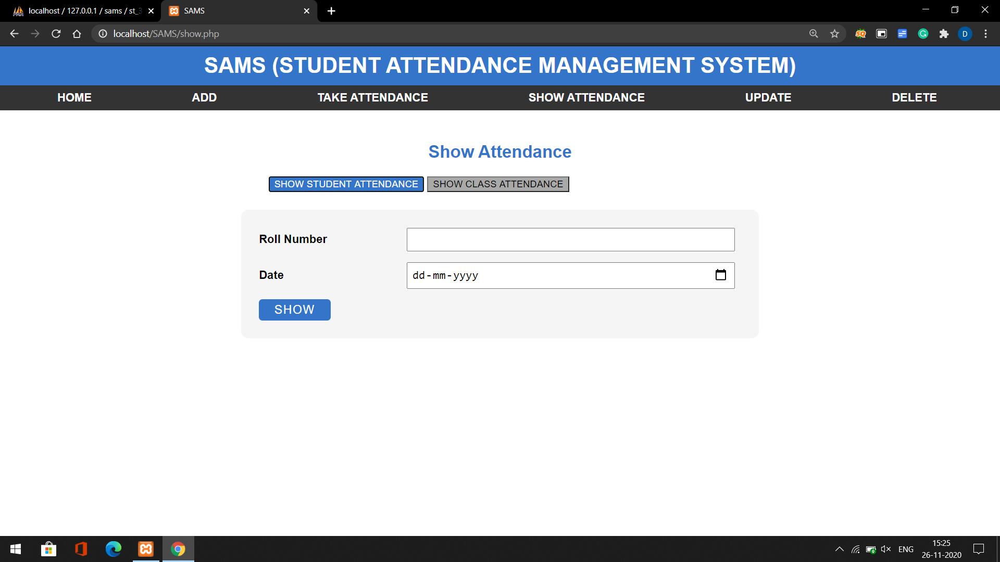 localhost / 127.0.0.1 / sams / st_3
SAMS
localhost/SAMS/show.php
D
SAMS (STUDENT ATTENDANCE MANAGEMENT SYSTEM)
HOME ADD TAKE ATTENDANCE SHOW ATTENDANCE UPDATE DELETE
Show Attendance
SHOW STUDENT ATTENDANCE SHOW CLASS ATTENDANCE
Roll Number
Date dd-mm-yyyy
SHOW
ENG
15:25
26-11-2020